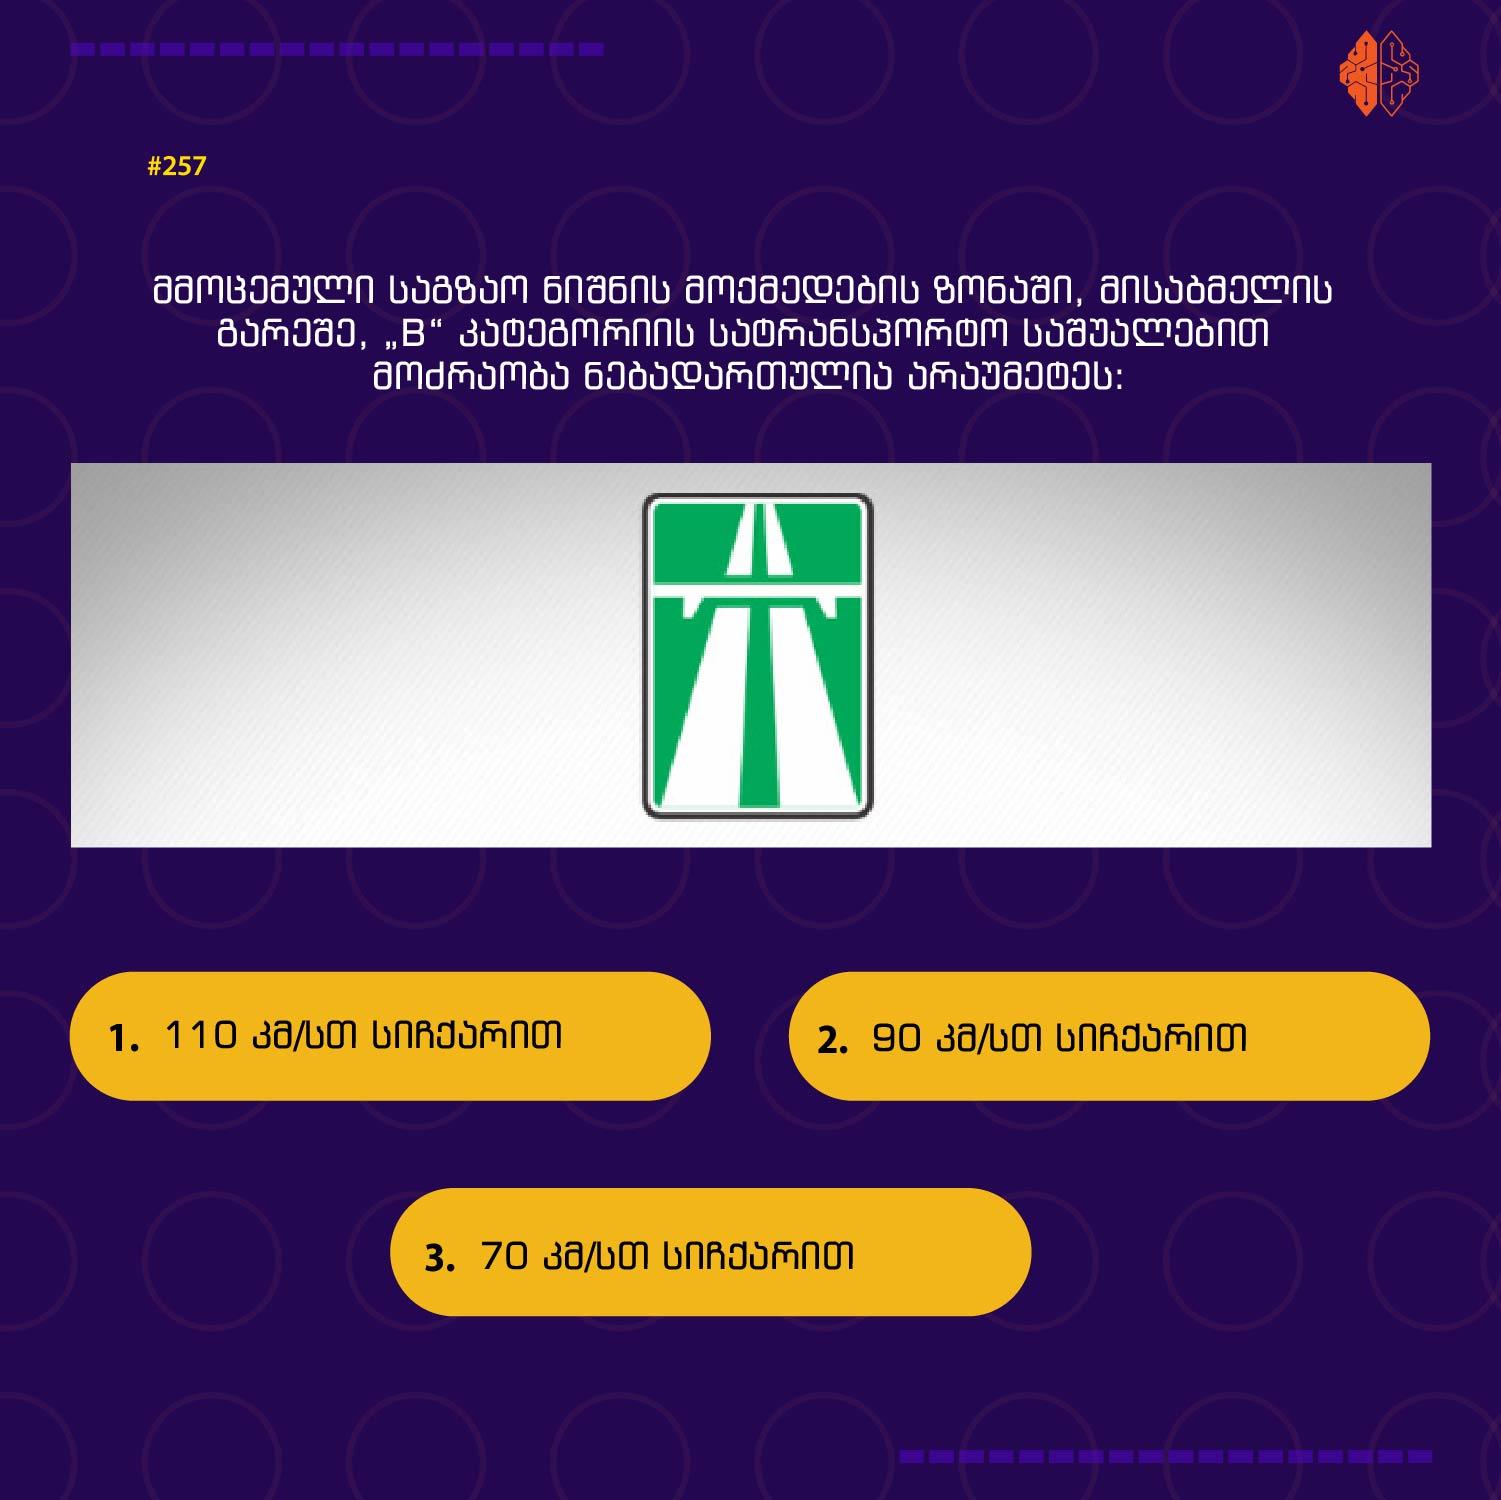 #257
მმოცემული საგზაო ნიშნის მოქმედების ზონაში, მისაბმელის
გარეშე, „B“ კატეგორიის სატრანსპორტო საშუალებით
მოძრაობა ნებადართულია არაუმეტეს:
1. 110 კმ/სთ სიჩქარით
2. 90 კმ/სთ სიჩქარით
3. 70 კმ/სთ სიჩქარით